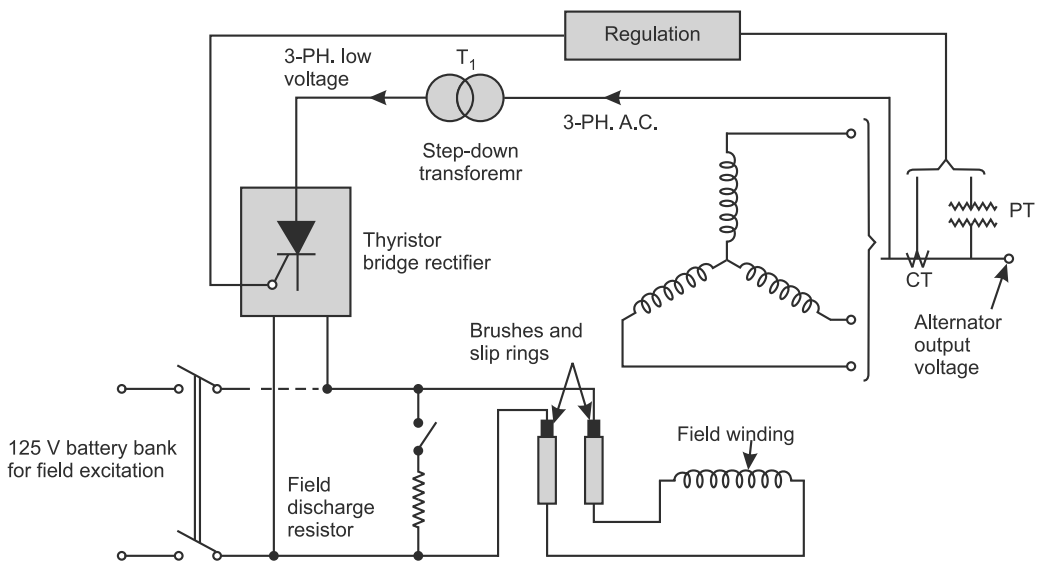 Regulation
3-PH. low
voltage
T1
3-PH. A.C.
Step-down
transforemr
PT
Thyristor
bridge rectifier
CT
Brushes and
slip rings
Alternator
output
voltage
125 V battery bank
for field excitation
Field winding
Field
discharge
resistor